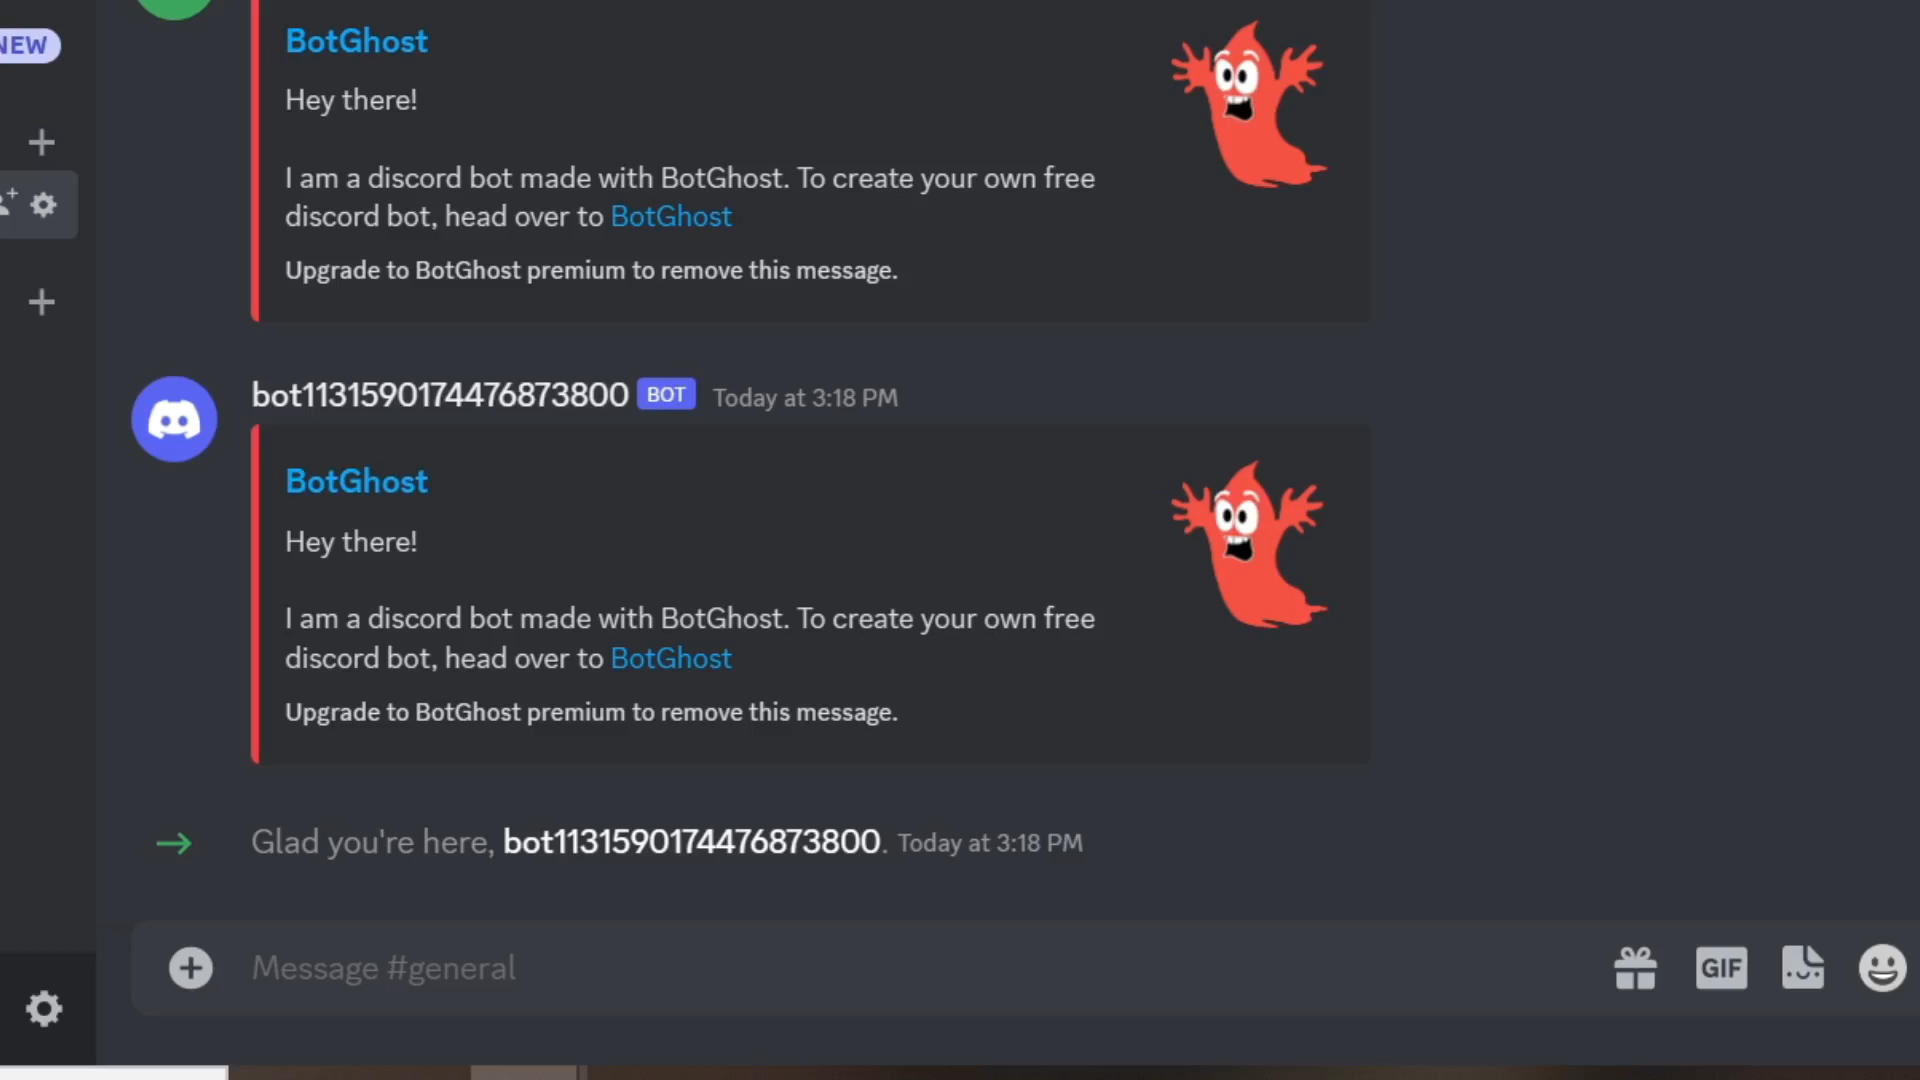 NEW
BotGhost
Hey there!
I am a discord bot made with BotGhost. To create your own free
discord bot, head over to BotGhost
Upgrade to BotGhost premium to remove this message.
bot1131590174476873800 BOT Today at 3:18 PM
BotGhost
Hey there!
I am a discord bot made with BotGhost. To create your own free
discord bot, head over to BotGhost
Upgrade to BotGhost premium to remove this message.
Glad you're here, bot1131590174476873800. Today at 3:18 PM
Message #general
GIF